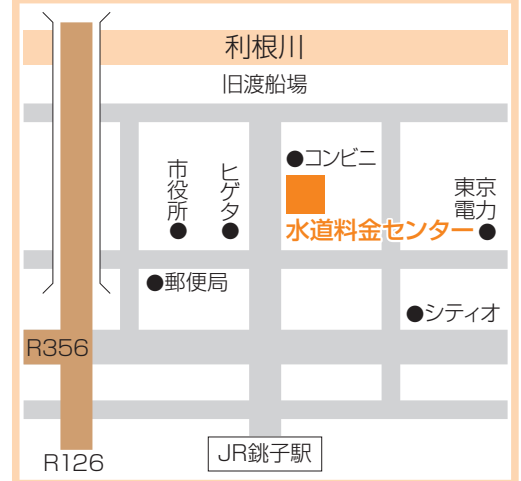 利根川
旧渡船場
●コンビニ
市役所
ヒゲタ
東京
電力
水道料金センター
●郵便局
●シティオ
R356
R126
JR銚子駅